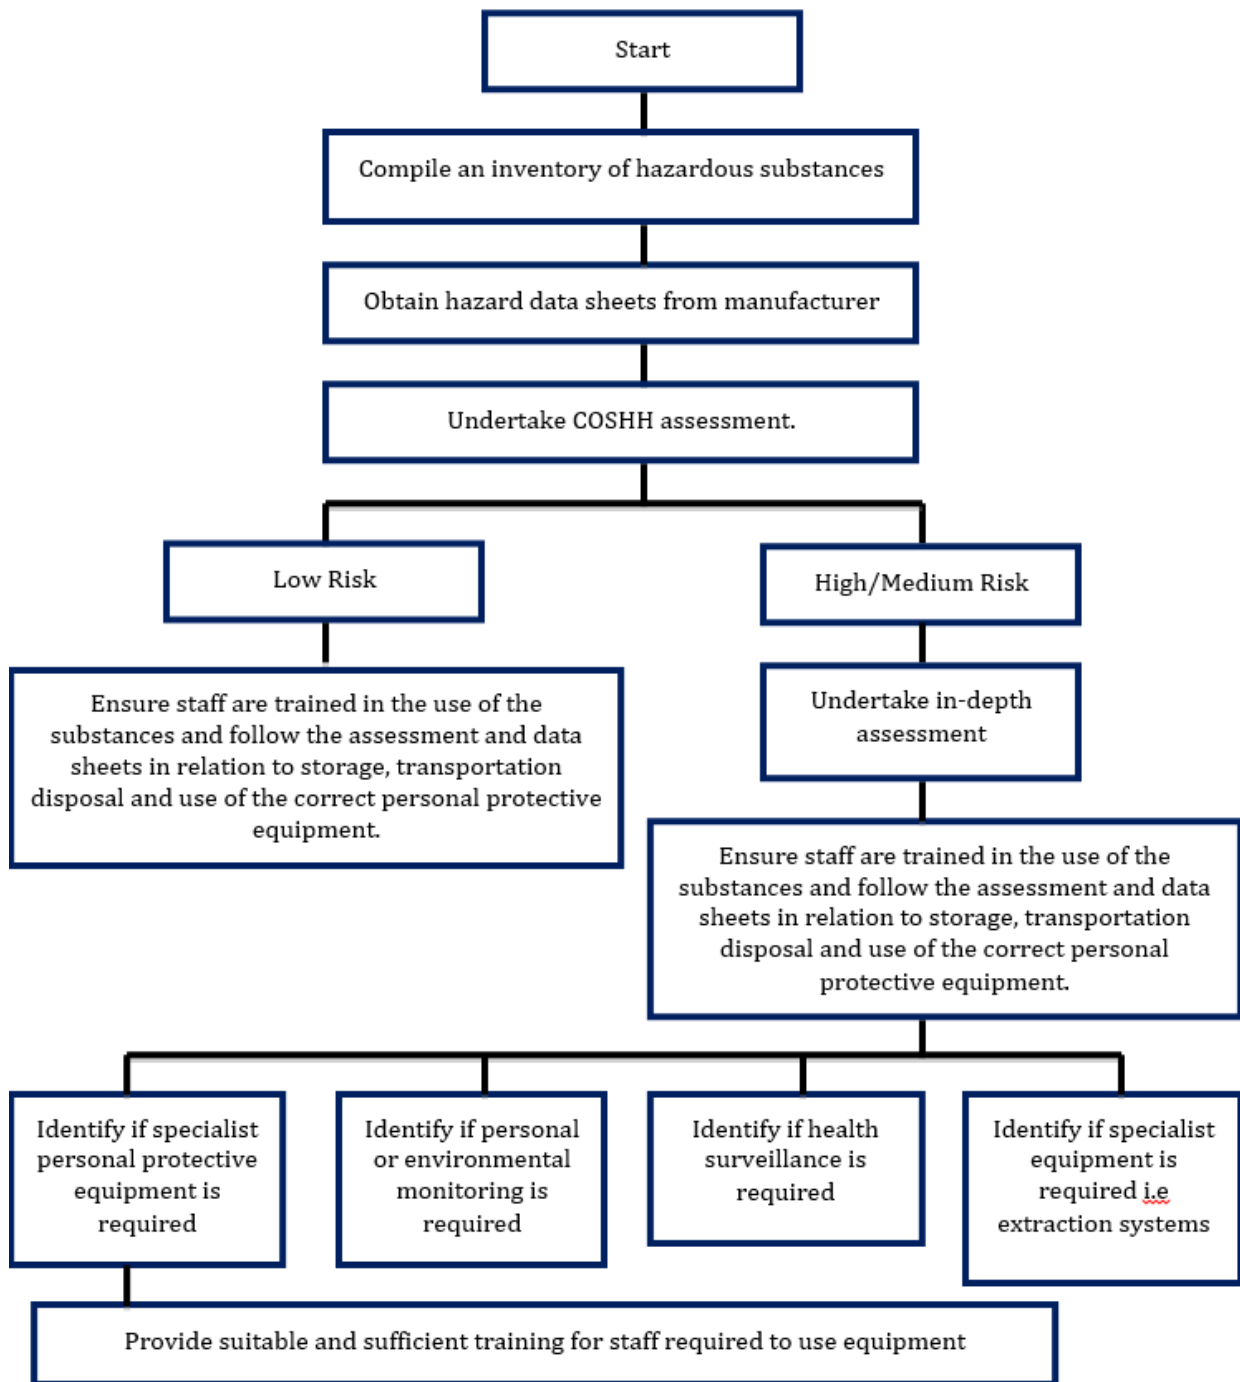 Start
Compile an inventory of hazardous substances
Obtain hazard data sheets from manufacturer
Undertake COSHH assessment.
Low Risk
High/Medium Risk
Ensure staff are trained in the use of the
substances and follow the assessment and data
sheets in relation to storage, transportation
disposal and use of the correct personal protective
equipment.
Undertake in-depth
assessment
Ensure staff are trained in the use of the
substances and follow the assessment and data
sheets in relation to storage, transportation
disposal and use of the correct personal
protective equipment.
Identify if specialist
personal protective
equipment is
required
Identify if personal
or environmental
monitoring is
required
Identify if health
surveillance is
required
Identify if specialist
equipment is
required i.e
extraction systems
Provide suitable and sufficient training for staff required to use equipment